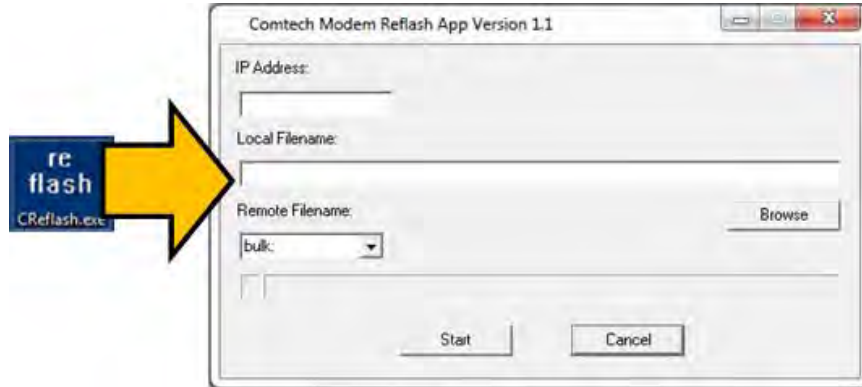 re
flash
CReflash.exe
Comtech Modem Reflash App Version 1.1
IP Address:
Local Filename:
Remote Filename:
Browse
bulk:
Start
Cancel